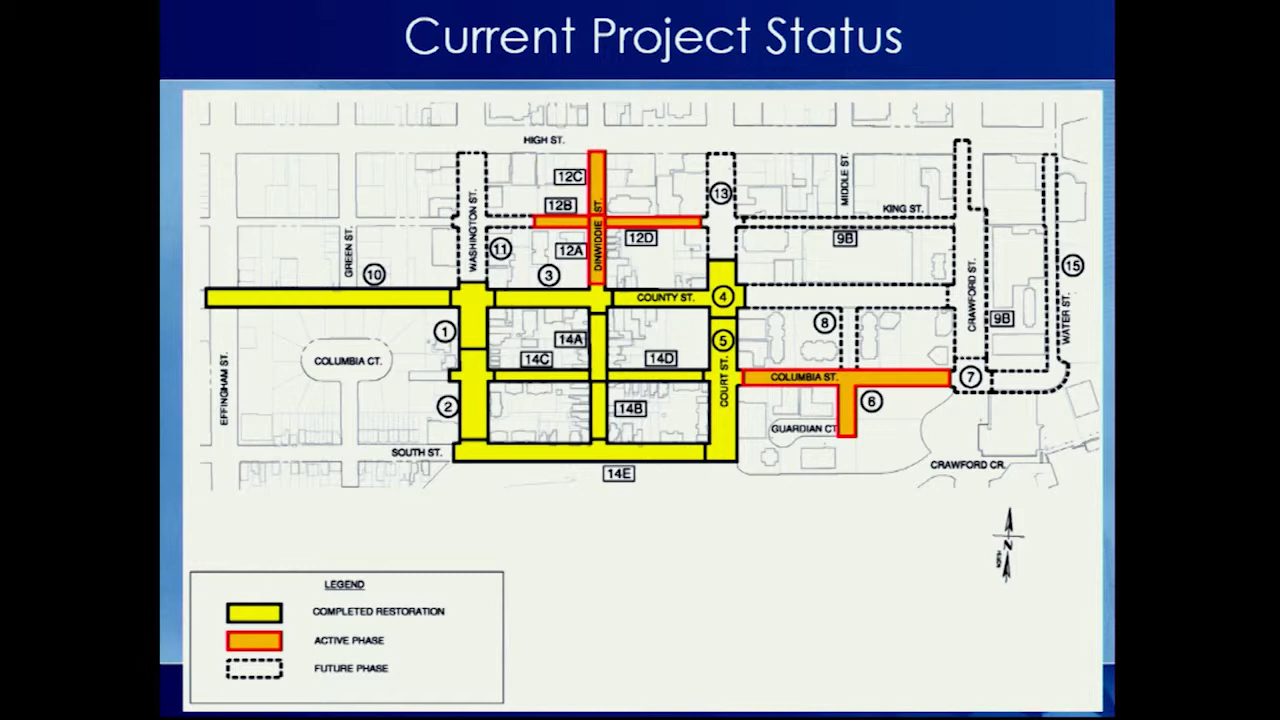 Current Project Status
HIGH ST.
12C
12B
DINWIDDIE ST.
12A
12D
13
MIDDLE ST.
KING ST.
9B
WASHINGTON ST.
11
GREEN ST.
10
3
COUNTY ST.
4
CRAWFORD ST.
15
WATER ST.
9B
1
14A
5
8
COLUMBIA CT.
14C
14D
COURT ST.
COLUMBIA ST.
7
EFFINGHAM ST.
2
14B
6
GUARDIAN CT
SOUTH ST.
14E
CRAWFORD CR.
N
LEGEND
COMPLETED RESTORATION
ACTIVE PHASE
FUTURE PHASE